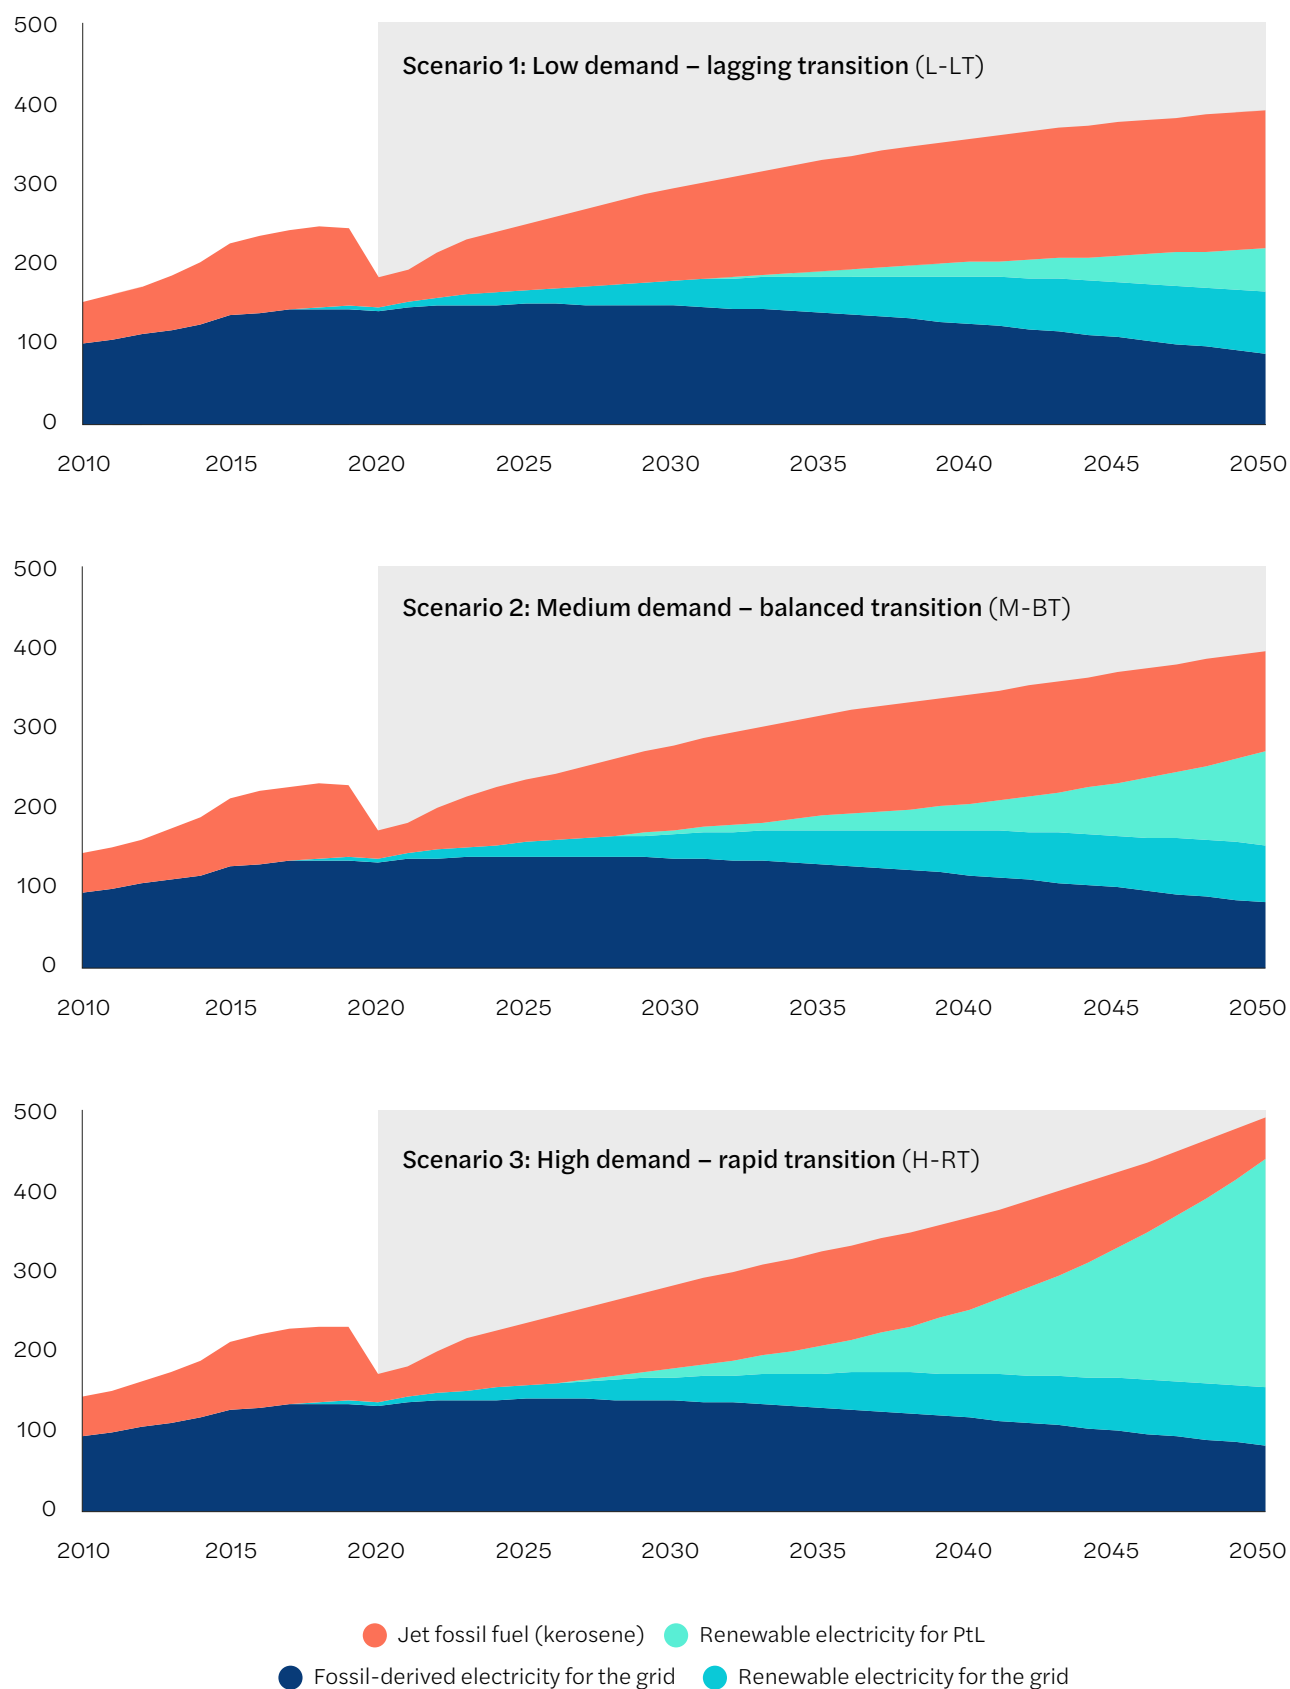 500
Scenario 1: Low demand – lagging transition (L-LT)
400
300
200
100
0
2010 2015 2020 2025 2030 2035 2040 2045 2050
500
Scenario 2: Medium demand – balanced transition (M-BT)
400
300
200
100
0
2010 2015 2020 2025 2030 2035 2040 2045 2050
500
Scenario 3: High demand – rapid transition (H-RT)
400
300
200
100
0
2010 2015 2020 2025 2030 2035 2040 2045 2050
Jet fossil fuel (kerosene) Renewable electricity for PtL
Fossil-derived electricity for the grid Renewable electricity for the grid